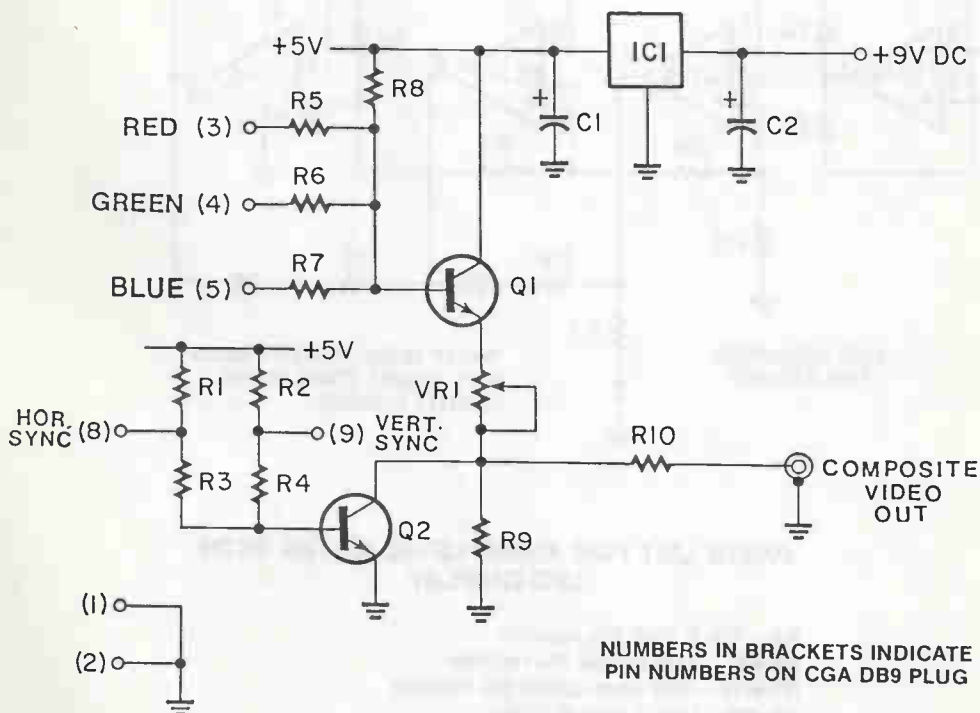 +5V
IC1
+9V DC
R8
+
C1
+
C2
R5
RED (3)
R6
GREEN (4)
R7
BLUE (5)
Q1
+5V
R1
R2
VR1
HOR.
SYNC (8)
(9) VERT.
SYNC
R10
R3
R4
COMPOSITE
VIDEO
OUT
Q2
R9
(1)
(2)
NUMBERS IN BRACKETS INDICATE
PIN NUMBERS ON CGA DB9 PLUG